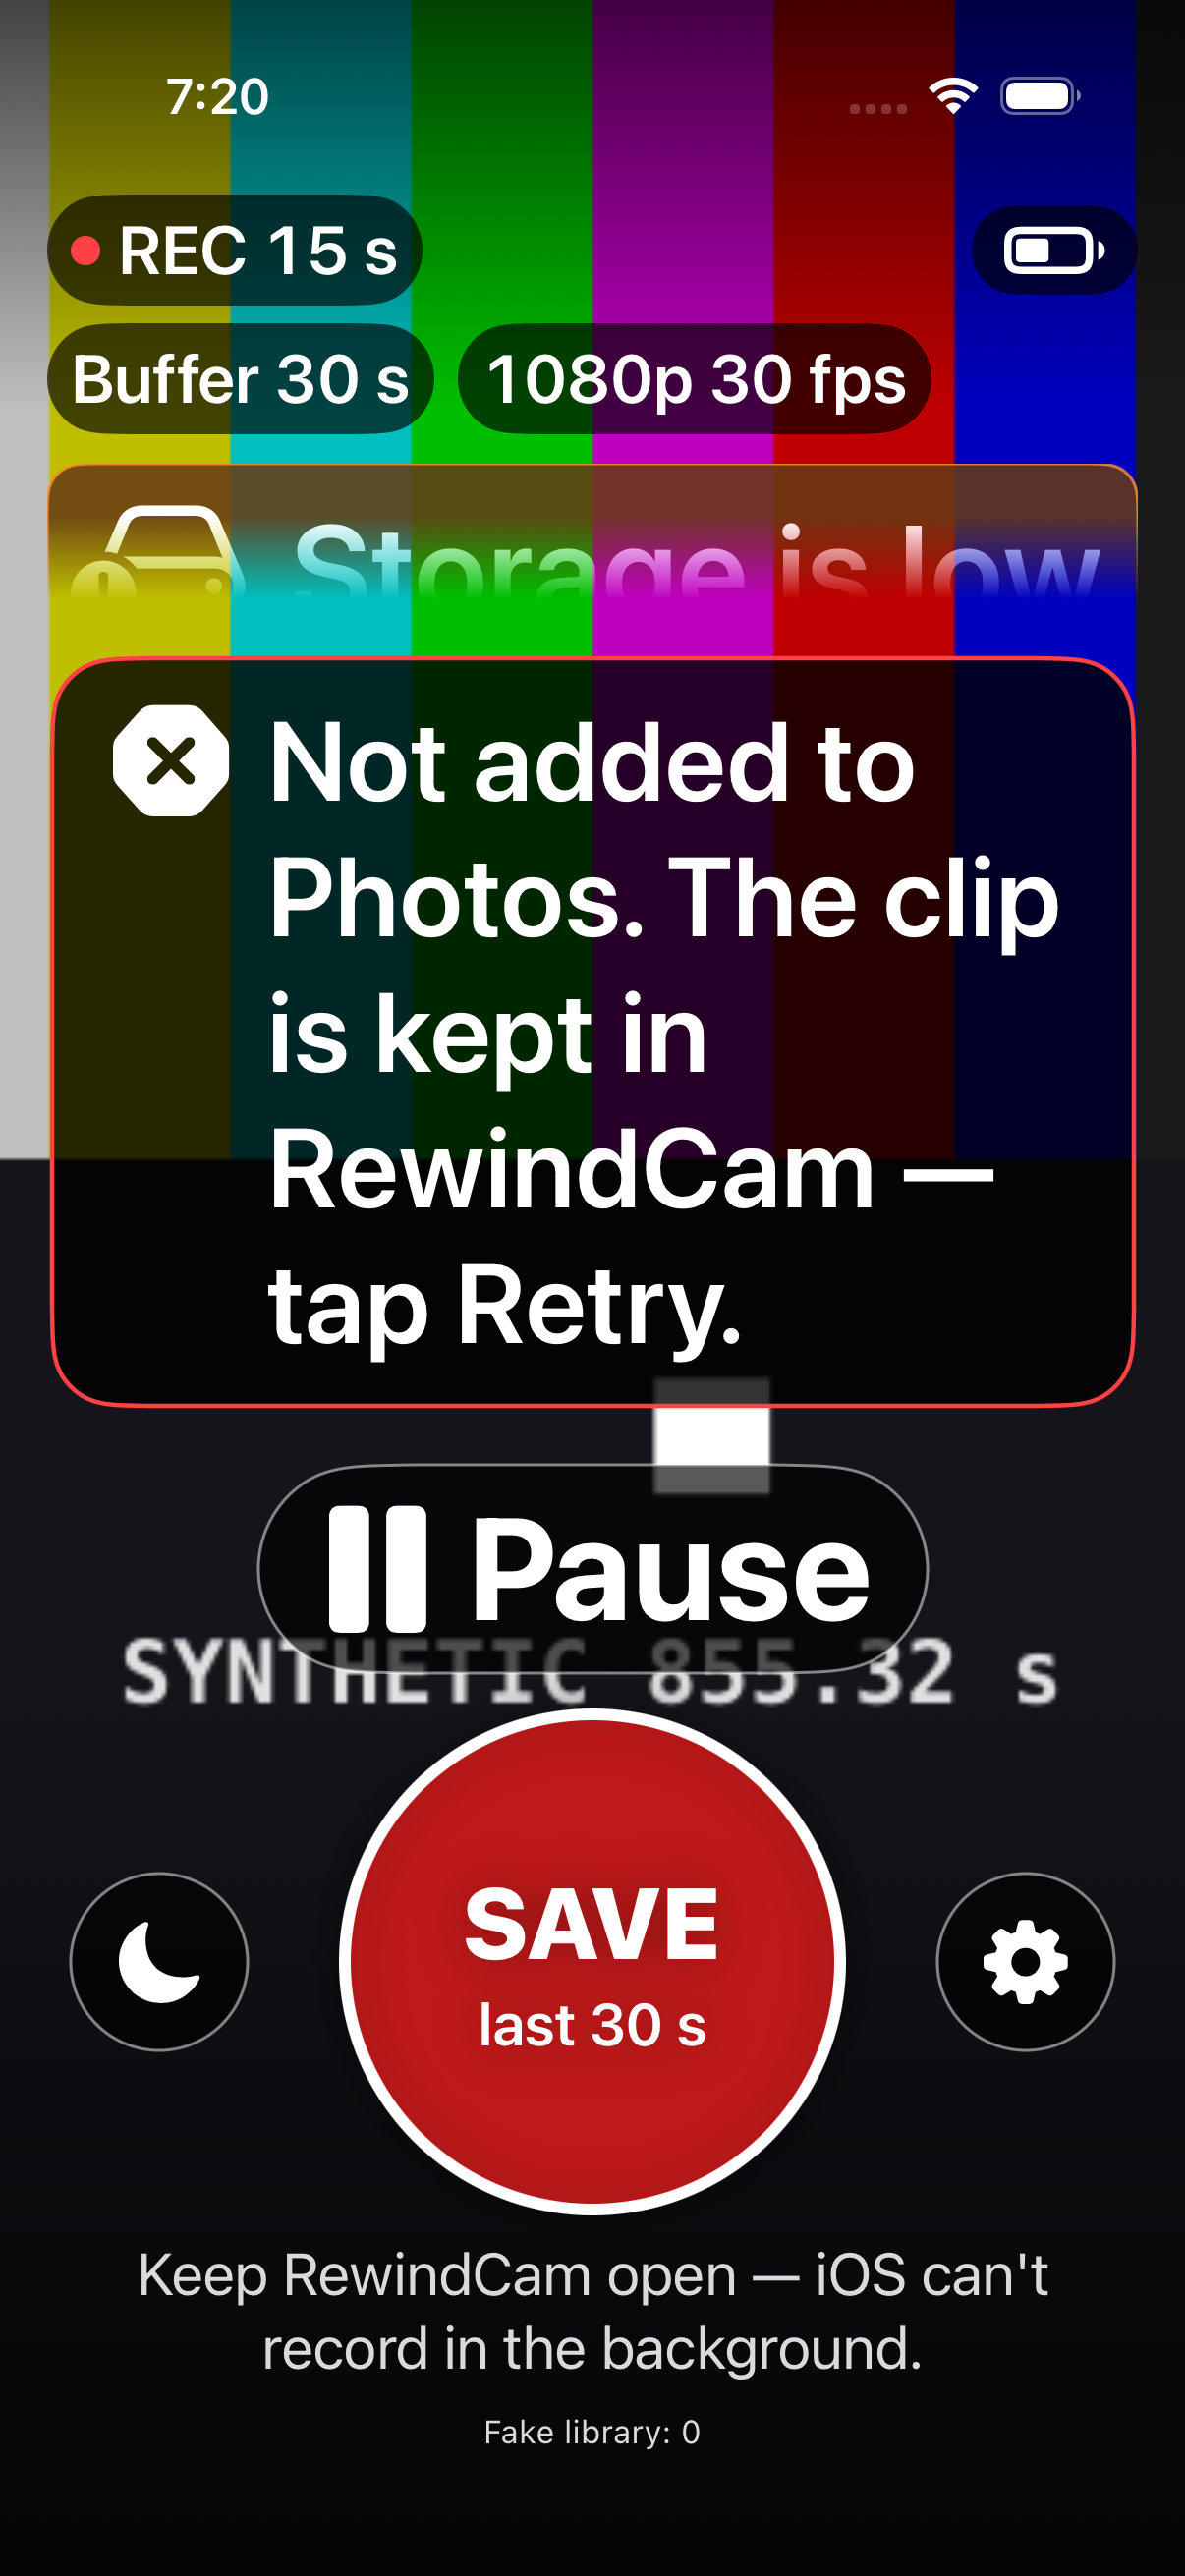 7:20
REC 15 s
Buffer 30 s
1080p 30 fps
Storage is low
Not added to
Photos. The clip
is kept in
RewindCam —
tap Retry.
Pause
SYNTHETIC 855.32 s
SAVE
last 30 s
Keep RewindCam open — iOS can't
record in the background.
Fake library: 0